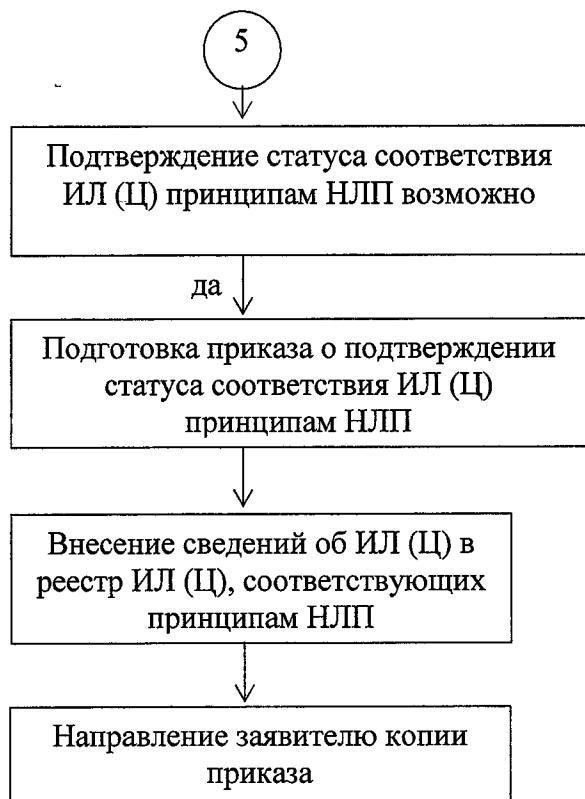 5
Подтверждение статуса соответствия
ИЛ (Ц) принципам НЛП возможно
да
Подготовка приказа о подтверждении
статуса соответствия ИЛ (Ц)
принципам НЛП
Внесение сведений об ИЛ (Ц) в
реестр ИЛ (Ц), соответствующих
принципам НЛП
Направление заявителю копии
приказа